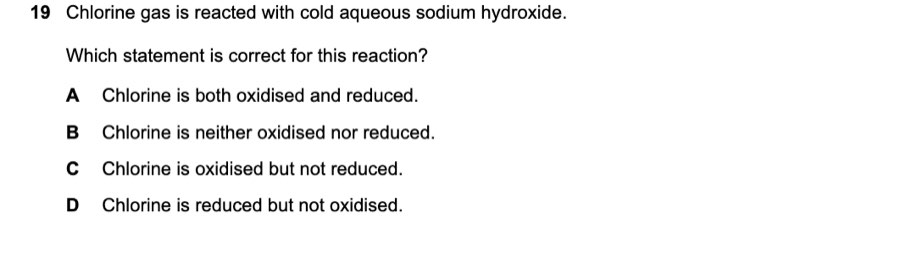 19 Chlorine gas is reacted with cold aqueous sodium hydroxide.
Which statement is correct for this reaction?
A Chlorine is both oxidised and reduced.
B Chlorine is neither oxidised nor reduced.
C Chlorine is oxidised but not reduced.
D Chlorine is reduced but not oxidised.